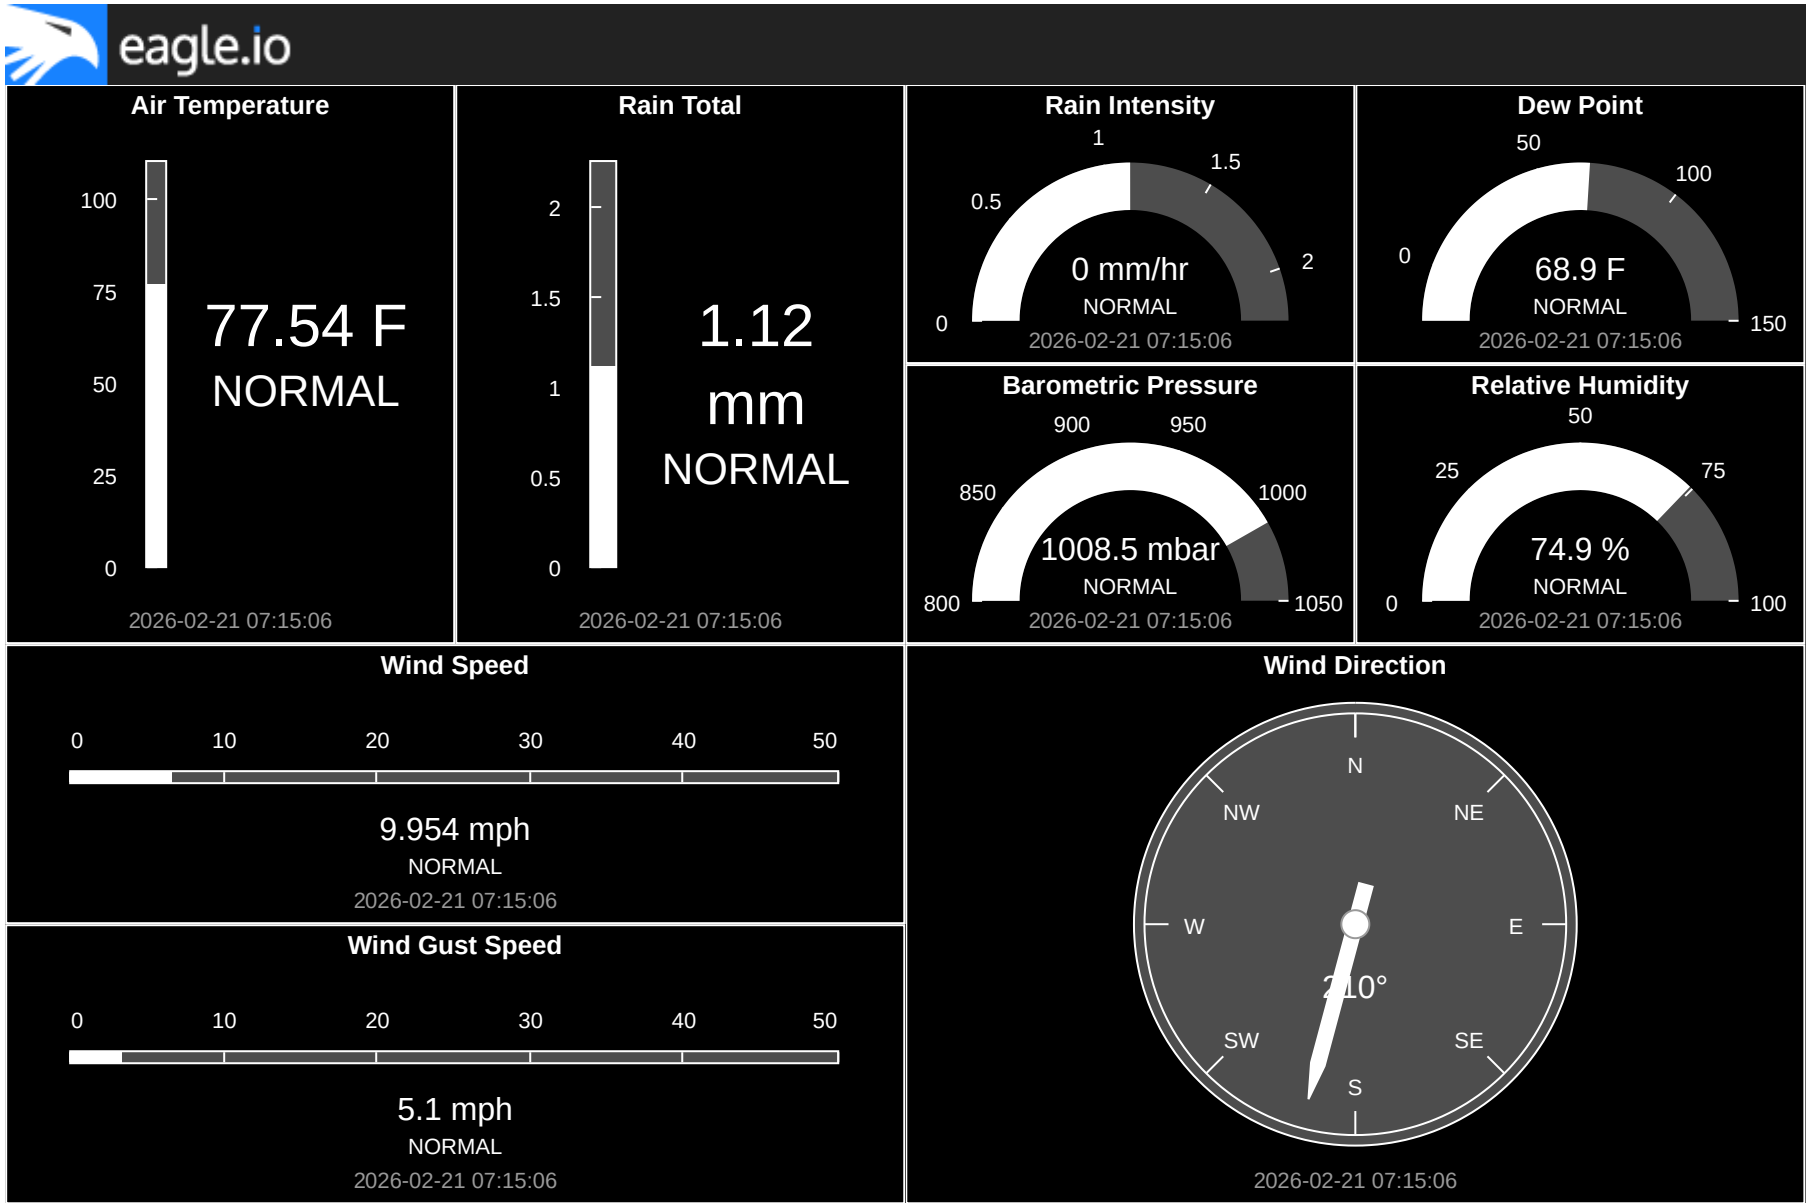 eagle.io
Air Temperature
100
75
50
25
0
77.54 F
NORMAL
2026-02-21 07:15:06
Rain Total
2
1.5
1
0.5
0
1.12
mm
NORMAL
2026-02-21 07:15:06
Rain Intensity
0
0.5
1
1.5
2
0 mm/hr
NORMAL
2026-02-21 07:15:06
Dew Point
0
50
100
150
68.9 F
NORMAL
2026-02-21 07:15:06
Barometric Pressure
800
850
900
950
1000
1050
1008.5 mbar
NORMAL
2026-02-21 07:15:06
Relative Humidity
0
25
50
75
100
74.9 %
NORMAL
2026-02-21 07:15:06
Wind Speed
0 10 20 30 40 50
9.954 mph
NORMAL
2026-02-21 07:15:06
Wind Gust Speed
0 10 20 30 40 50
5.1 mph
NORMAL
2026-02-21 07:15:06
Wind Direction
N
NW NE
W E
210°
SW SE
S
2026-02-21 07:15:06